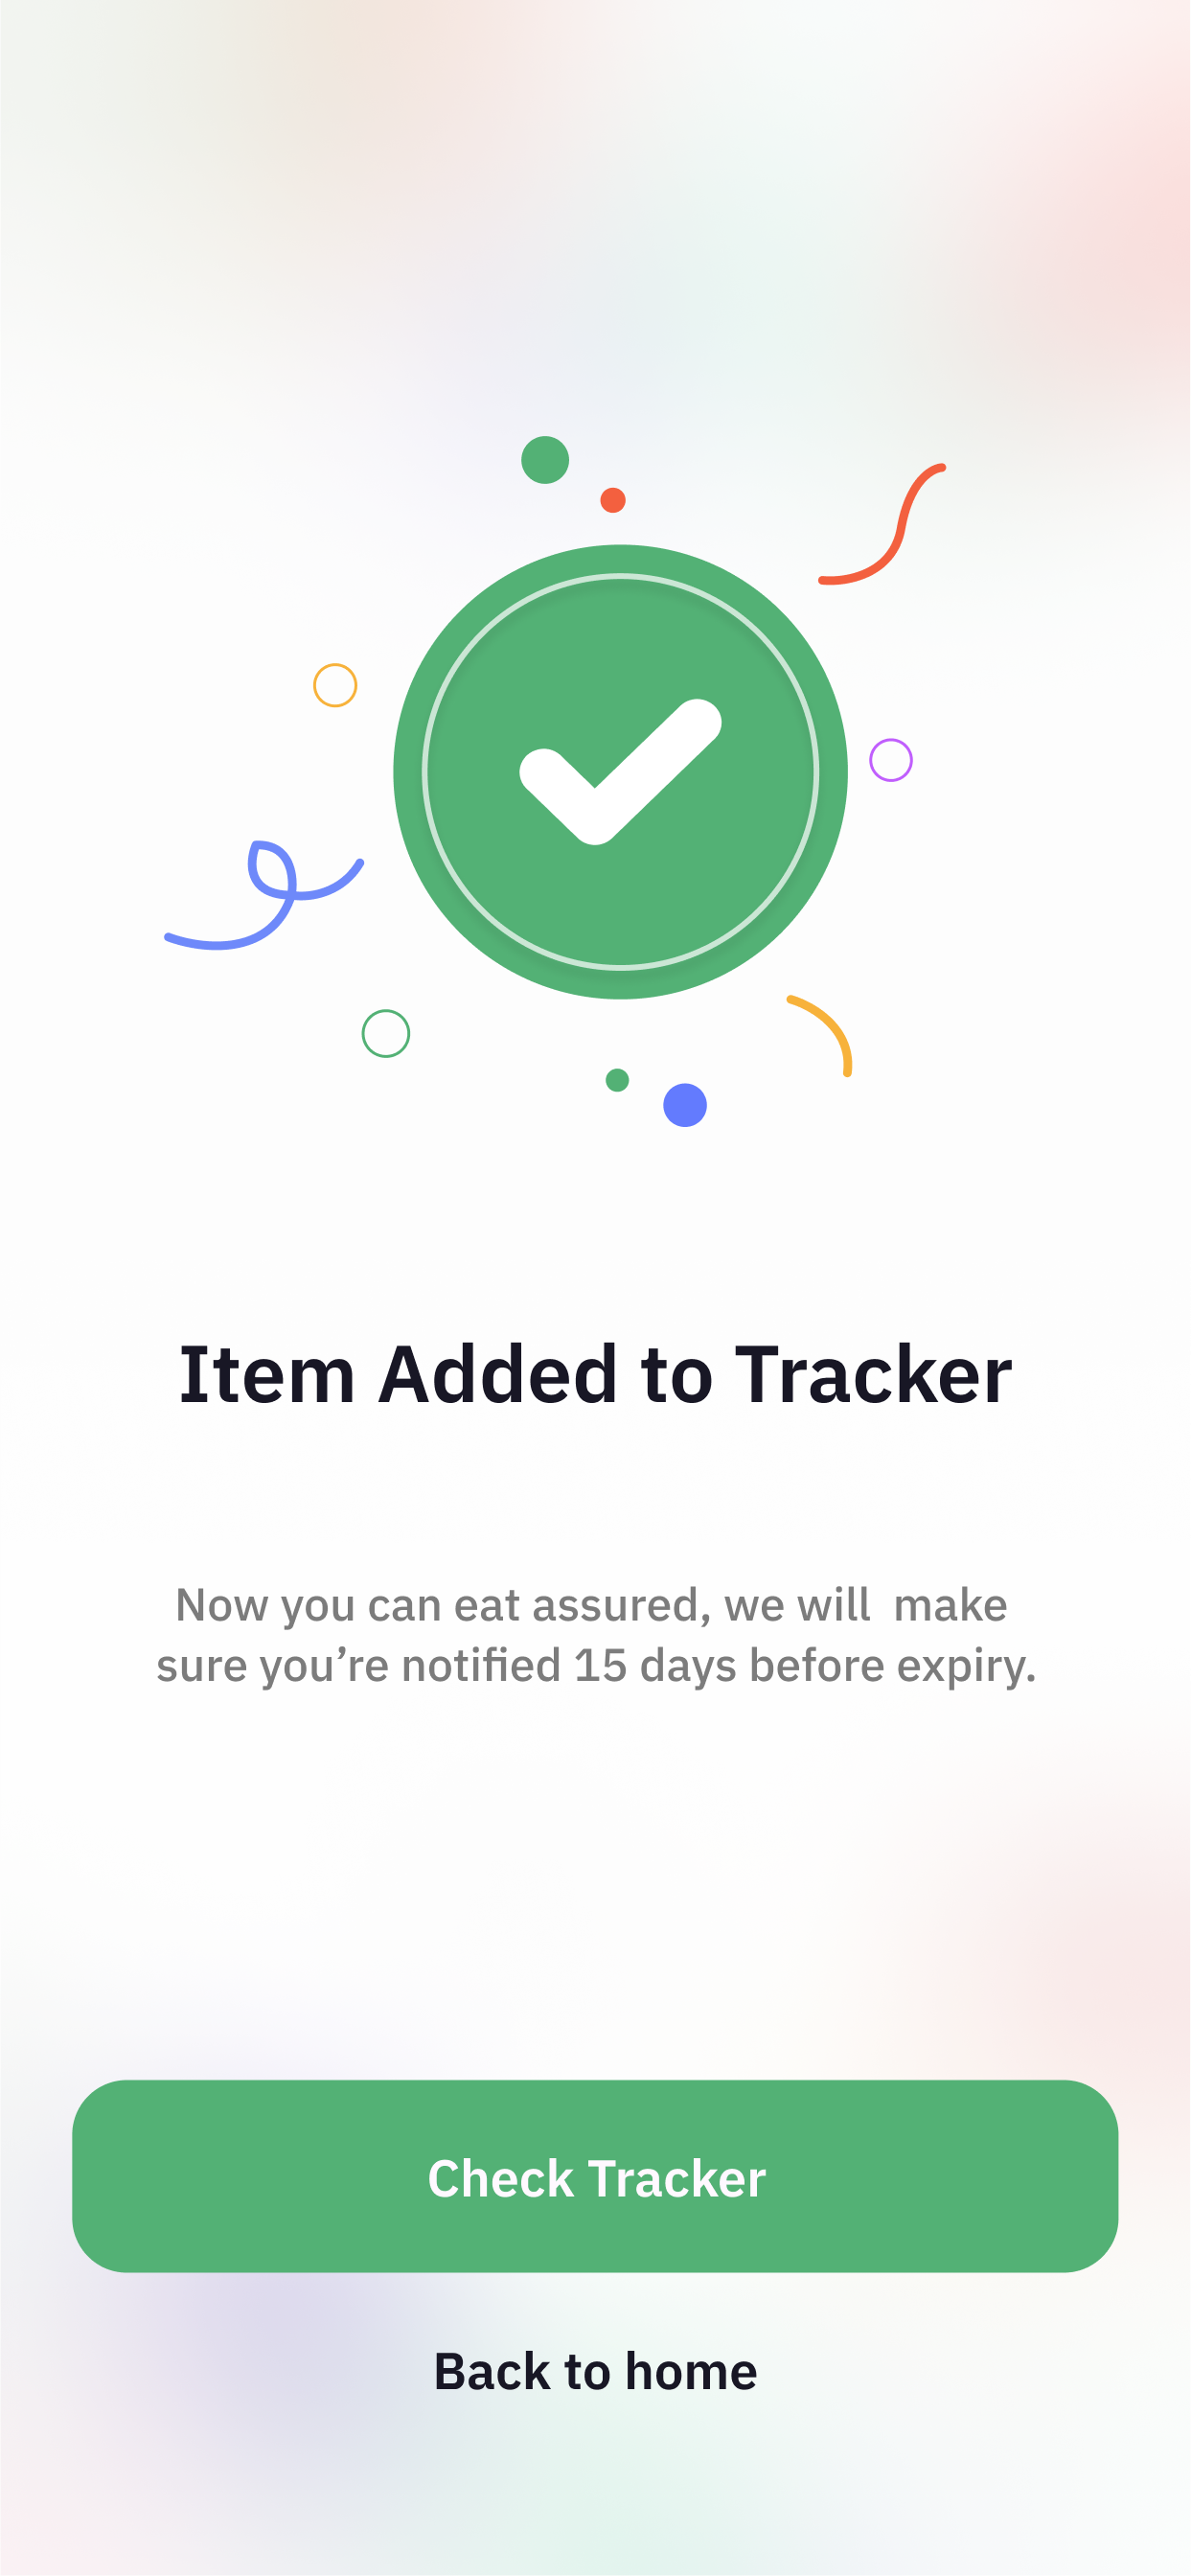 Item Added to Tracker
Now you can eat assured, we will  make
sure you’re notified 15 days before expiry.
Check Tracker
Back to home